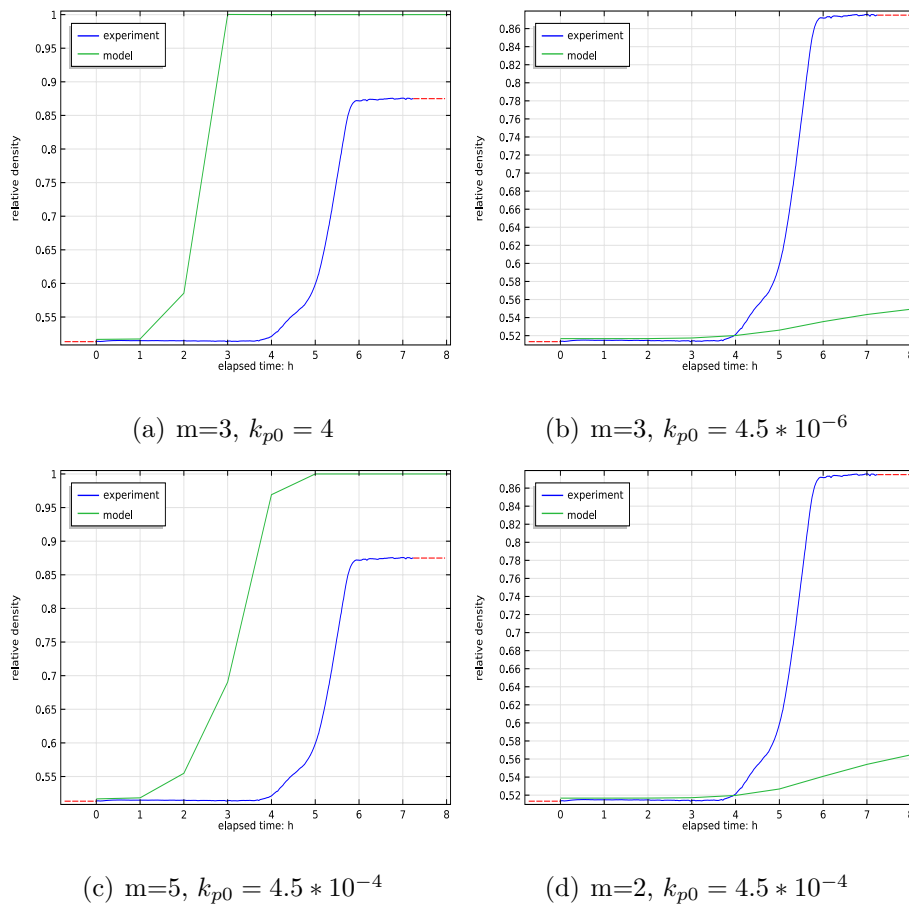 1
0.95
0.9
0.85
0.8
0.75
0.7
0.65
0.6
0.55
relative density
experiment
model
0 1 2 3 4 5 6 7 8
elapsed time: h
(a) m=3, k_{p0} = 4
0.86
0.84
0.82
0.8
0.78
0.76
0.74
0.72
0.7
0.68
0.66
0.64
0.62
0.6
0.58
0.56
0.54
0.52
relative density
experiment
model
0 1 2 3 4 5 6 7 8
elapsed time: h
(b) m=3, k_{p0} = 4.5 * 10^{-6}
1
0.95
0.9
0.85
0.8
0.75
0.7
0.65
0.6
0.55
relative density
experiment
model
0 1 2 3 4 5 6 7 8
elapsed time: h
(c) m=5, k_{p0} = 4.5 * 10^{-4}
0.86
0.84
0.82
0.8
0.78
0.76
0.74
0.72
0.7
0.68
0.66
0.64
0.62
0.6
0.58
0.56
0.54
0.52
relative density
experiment
model
0 1 2 3 4 5 6 7 8
elapsed time: h
(d) m=2, k_{p0} = 4.5 * 10^{-4}